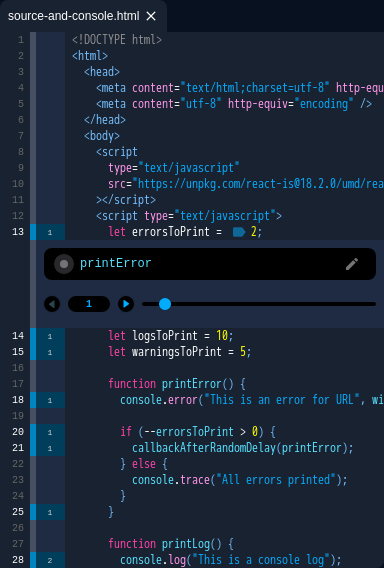 source-and-console.html
1 <!DOCTYPE html>
2 <html>
3 <head>
4 <meta content="text/html;charset=utf-8" http-equ
5 <meta content="utf-8" http-equiv="encoding" />
6 </head>
7 <body>
8 <script
9 type="text/javascript"
10 src="https://unpkg.com/react-is@18.2.0/umd/rea
11 ></script>
12 <script type="text/javascript">
13 1 let errorsToPrint = 2;
printError
1
14 1 let logsToPrint = 10;
15 1 let warningsToPrint = 5;
16
17 function printError() {
18 1 console.error("This is an error for URL", wi
19
20 1 if (--errorsToPrint > 0) {
21 1 callbackAfterRandomDelay(printError);
22 } else {
23 console.trace("All errors printed");
24 }
25 1 }
26
27 function printLog() {
28 2 console.log("This is a console log");